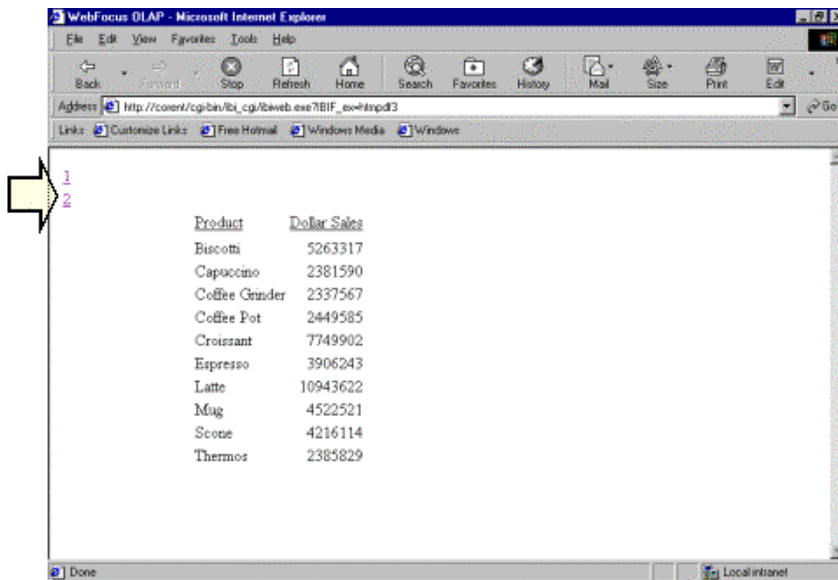 WebFocus OLAP - Microsoft Internet Explorer
File Edit View Favorites Tools Help
Back Forward Stop Refresh Home Search Favorites History Mail Size Print Edit
Address http://corent/cgi-bin/ibi_cgi/ibiweb.exe?IBIF_ex=htmpdf3 Go
Links Customize Links Free Hotmail Windows Media Windows
1
2
Product Dollar Sales
Biscotti 5263317
Capuccino 2381590
Coffee Grinder 2337567
Coffee Pot 2449585
Croissant 7749902
Espresso 3906243
Latte 10943622
Mug 4522521
Scone 4216114
Thermos 2385829
Done Local intranet